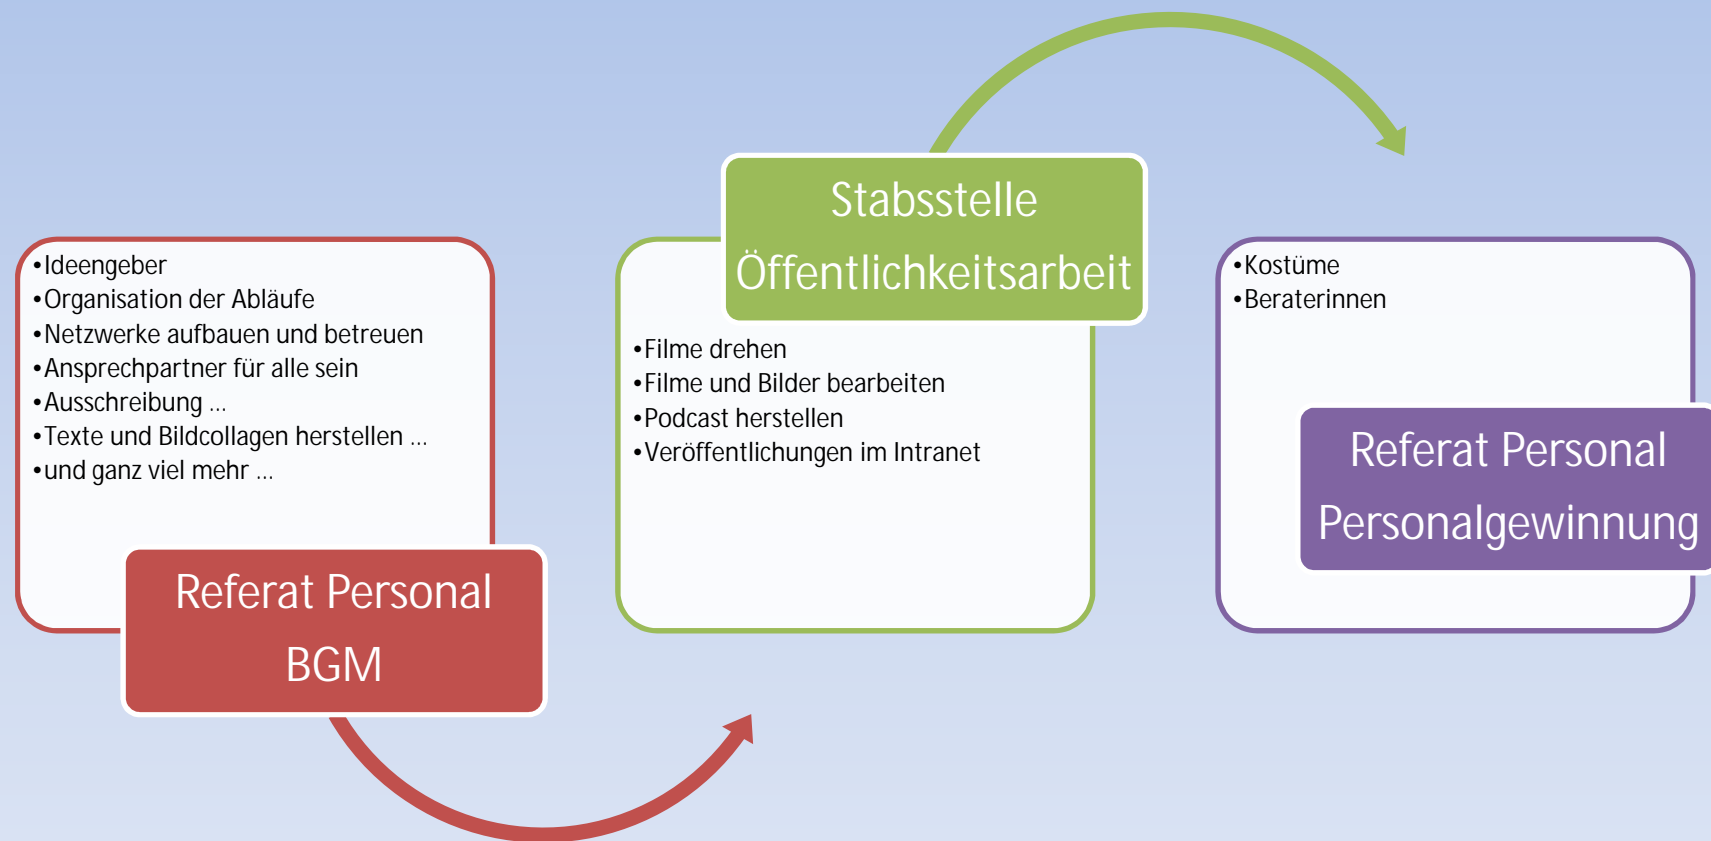 •Ideengeber
•Organisation der Abläufe
•Netzwerke aufbauen und betreuen
•Ansprechpartner für alle sein
•Ausschreibung ...
•Texte und Bildcollagen herstellen ...
•und ganz viel mehr ...
Referat Personal
BGM
Stabsstelle
Öffentlichkeitsarbeit
•Filme drehen
•Filme und Bilder bearbeiten
•Podcast herstellen
•Veröffentlichungen im Intranet
•Kostüme
•Beraterinnen
Referat Personal
Personalgewinnung